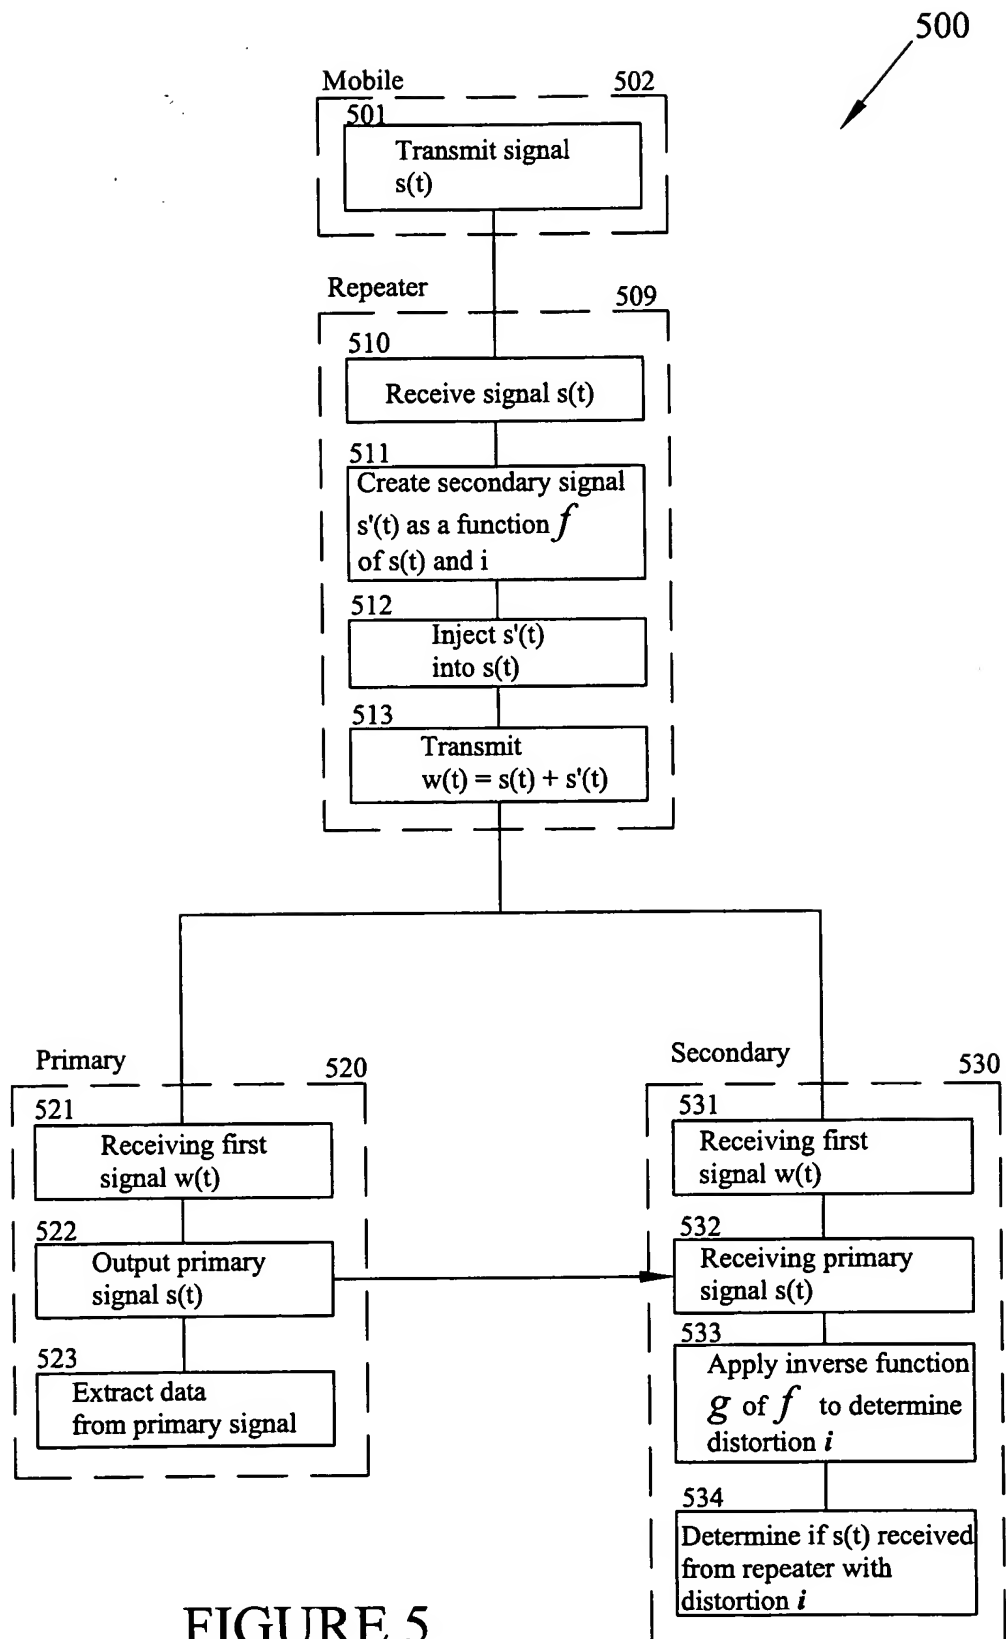 500
Mobile
502
501
Transmit signal
s(t)
Repeater
509
510
Receive signal s(t)
511
Create secondary signal
s'(t) as a function f
of s(t) and i
512
Inject s'(t)
into s(t)
513
Transmit
w(t) = s(t) + s'(t)
Primary
520
521
Receiving first
signal w(t)
522
Output primary
signal s(t)
523
Extract data
from primary signal
Secondary
530
531
Receiving first
signal w(t)
532
Receiving primary
signal s(t)
533
Apply inverse function
g of f to determine
distortion i
534
Determine if s(t) received
from repeater with
distortion i
FIGURE 5